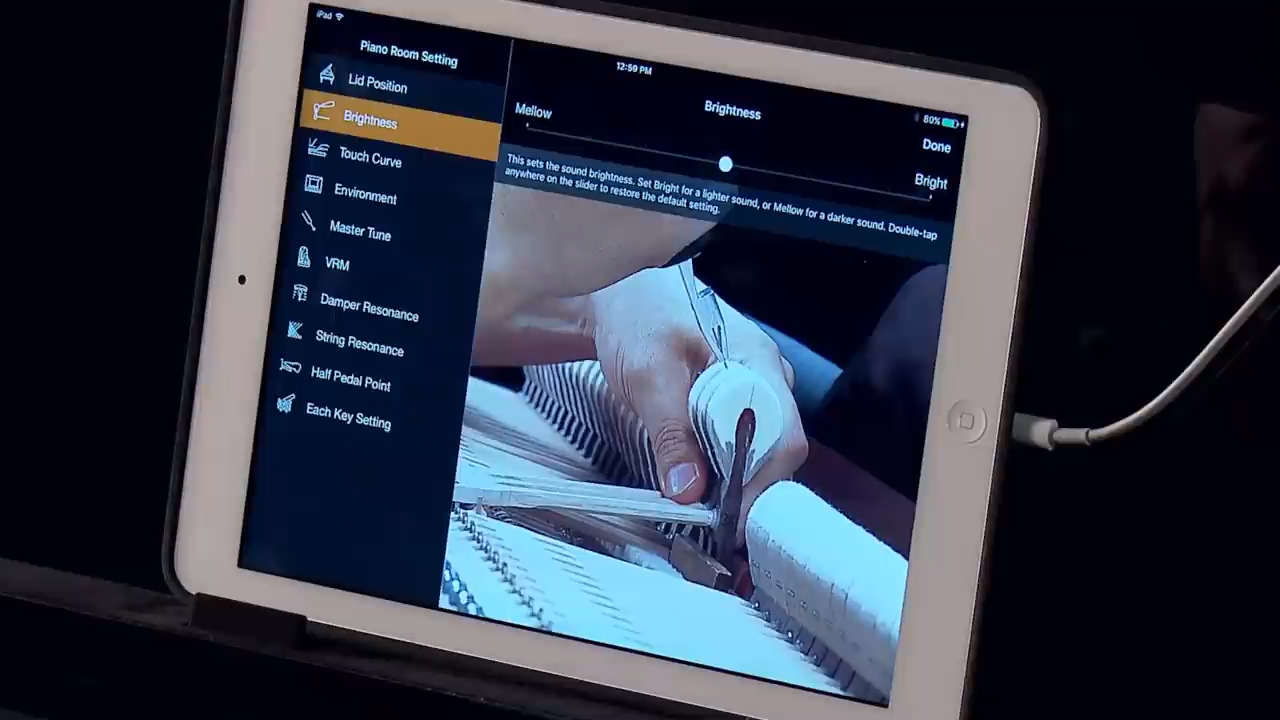 iPad
Piano Room Setting
Lid Position
Brightness
Touch Curve
Environment
Master Tune
VRM
Damper Resonance
String Resonance
Half Pedal Point
Each Key Setting
12:59 PM
80%
Brightness
Done
Mellow
Bright
This sets the sound brightness. Set Bright for a lighter sound, or Mellow for a darker sound. Double-tap
anywhere on the slider to restore the default setting.